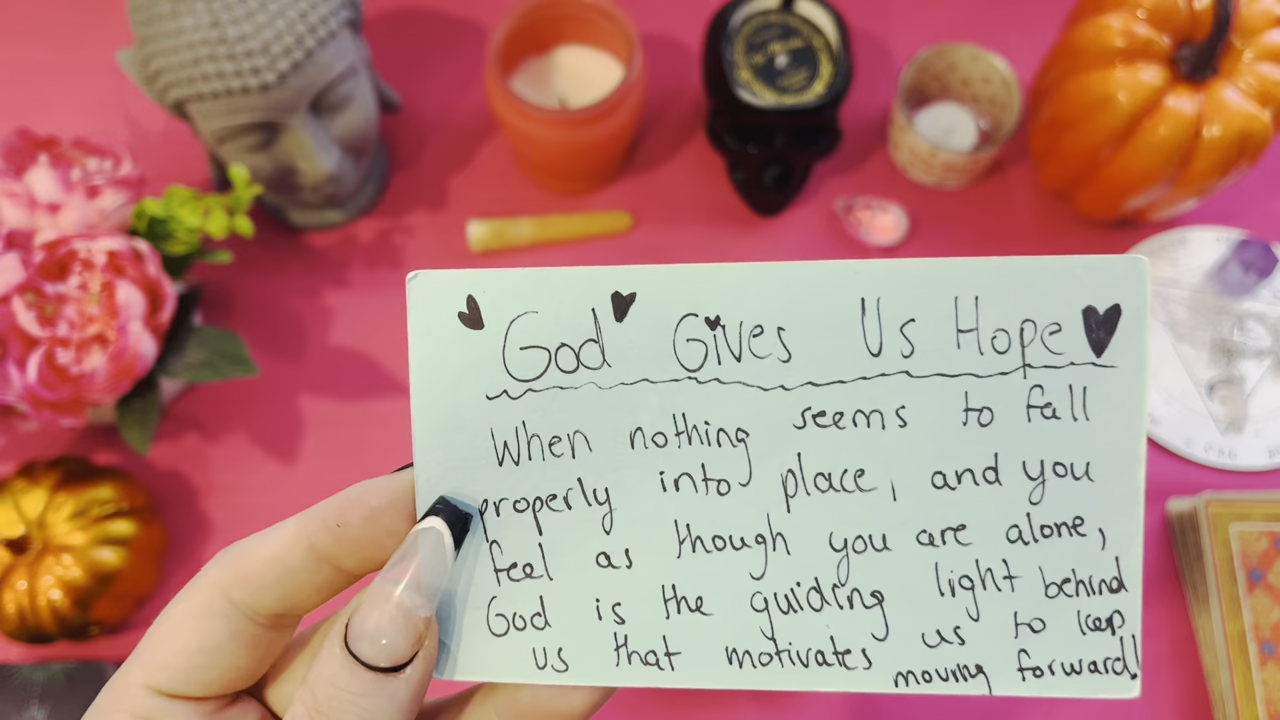 God Gives Us Hope
When nothing seems to fall
properly into place, and you
feel as though you are alone,
God is the guiding light behind
us that motivates us to keep
moving forward!